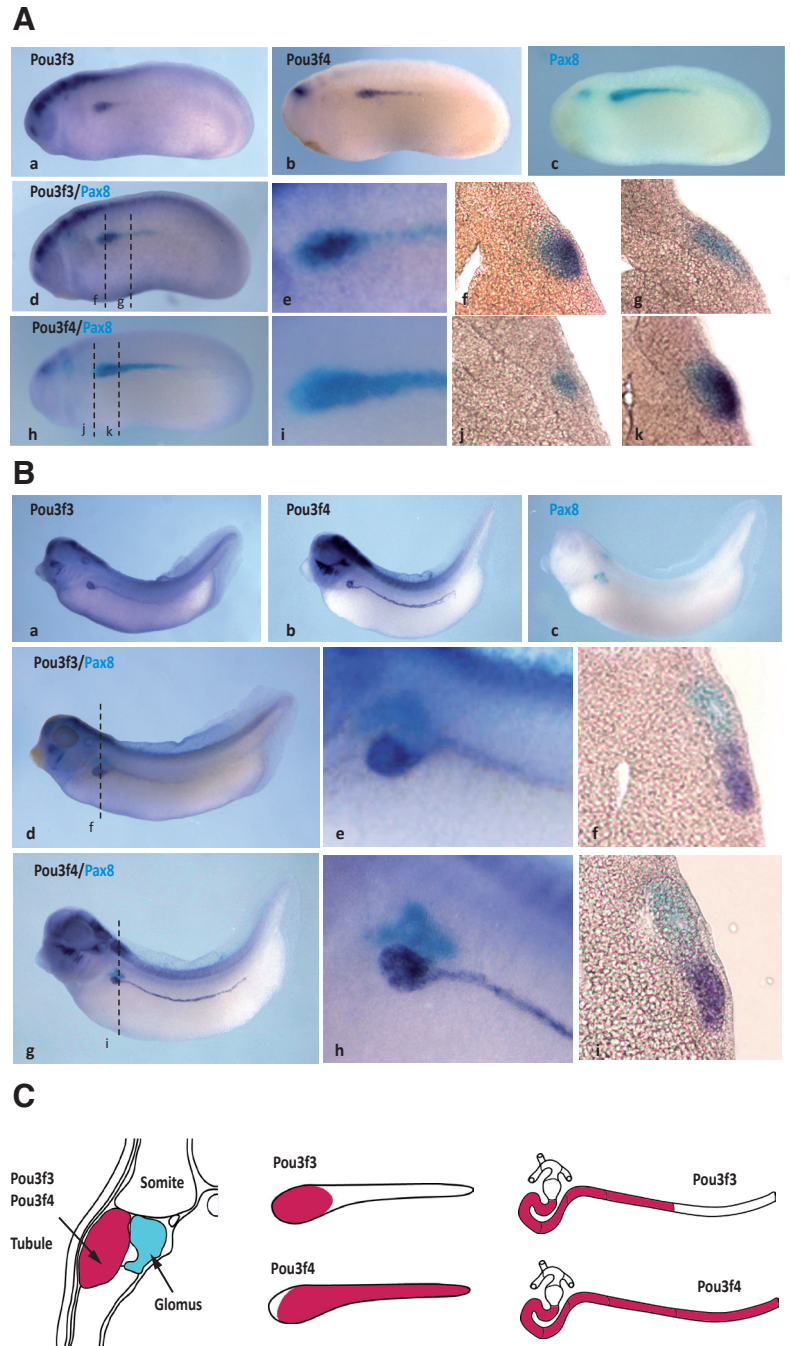 A
Pou3f3
Pou3f4
Pax8
a
b
c
Pou3f3/Pax8
f
g
d
e
f
g
Pou3f4/Pax8
j
k
h
i
j
k
B
Pou3f3
Pou3f4
Pax8
a
b
c
Pou3f3/Pax8
f
d
e
f
Pou3f4/Pax8
i
g
h
i
C
Pou3f3
Pou3f4
Tubule
Somite
Glomus
Pou3f3
Pou3f4
Pou3f3
Pou3f4